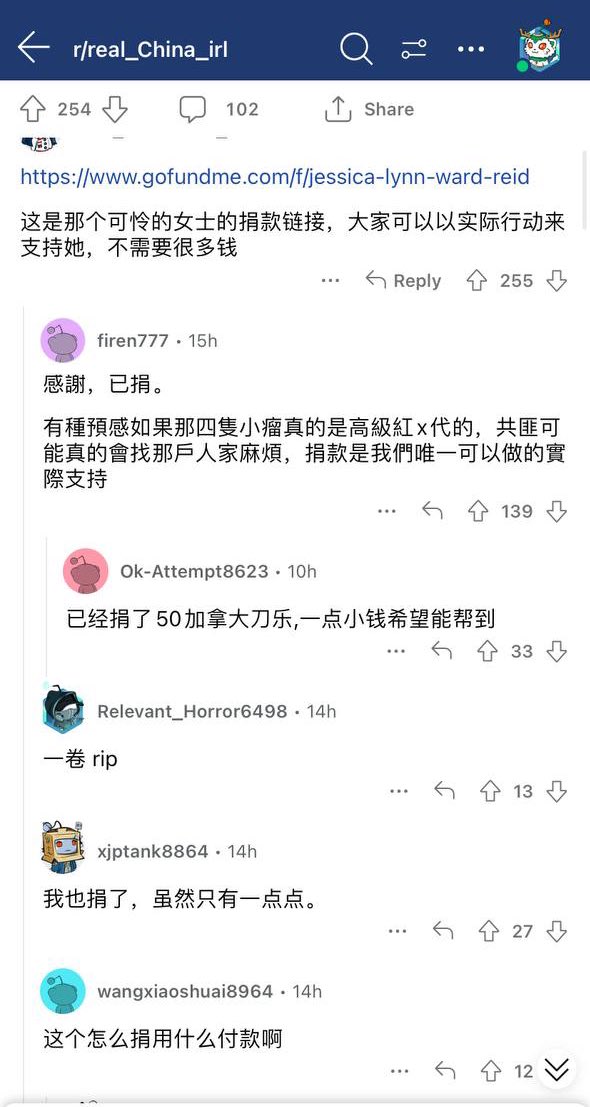 r/real_China_irl
254
102
Share
https://www.gofundme.com/f/jessica-lynn-ward-reid
这是那个可怜的女士的捐款链接，大家可以以实际行动来
支持她，不需要很多钱
Reply 255
firen777 • 15h
感謝，已捐。
有種預感如果那四隻小瘤真的是高級紅x代的，共匪可
能真的會找那戶人家麻煩，捐款是我們唯一可以做的實
際支持
139
Ok-Attempt8623 • 10h
已经捐了50加拿大刀乐,一点小钱希望能帮到
33
Relevant_Horror6498 • 14h
一卷 rip
13
xjptank8864 • 14h
我也捐了，虽然只有一点点。
27
wangxiaoshuai8964 • 14h
这个怎么捐用什么付款啊
12